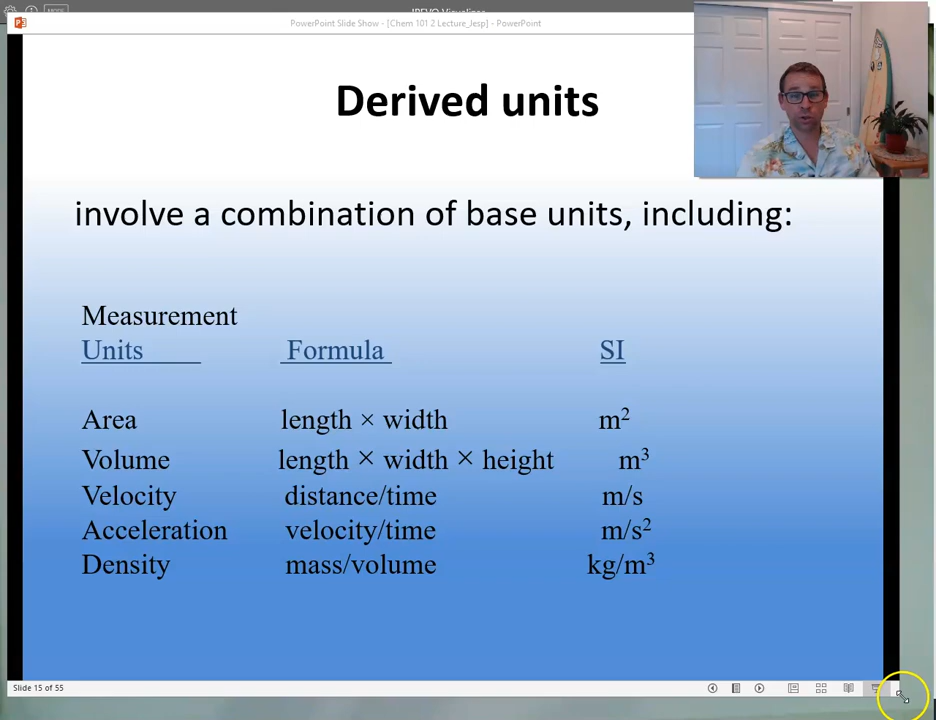 MODE
PowerPoint Slide Show - [Chem 101 2 Lecture_Jesp] - PowerPoint
Derived units
involve a combination of base units, including:
Measurement
Units Formula SI
Area length × width m²
Volume length × width × height m³
Velocity distance/time m/s
Acceleration velocity/time m/s²
Density mass/volume kg/m³
Slide 15 of 55